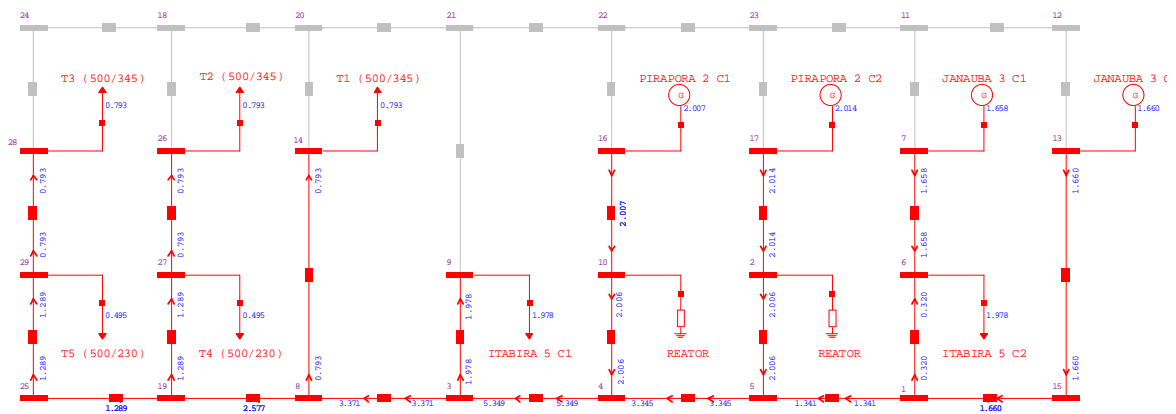 24 18 20 21 22 23 11 12
T3 (500/345) T2 (500/345) T1 (500/345) PIRAPORA 2 C1 PIRAPORA 2 C2 JANAUBA 3 C1 JANAUBA 3 C
G G G G
0.793 0.793 0.793 2.007 2.014 1.658 1.660
28 26 14 16 17 7 13
0.793 0.793 0.793 2.014 1.658 1.660
2.007
0.793 0.793 2.014 1.658
29 27 9 10 2 6
1.289 1.289 1.978 2.006 2.006 0.320
0.495 0.495 1.978 1.978
T5 (500/230) T4 (500/230) ITABIRA 5 C1 REATOR REATOR ITABIRA 5 C2
1.289 1.289 0.793 1.978 2.006 2.006 0.320 1.660
25 19 8 3 4 5 1 15
1.289 2.577 3.371 3.371 5.349 5.349 3.345 3.345 1.341 1.341 1.660